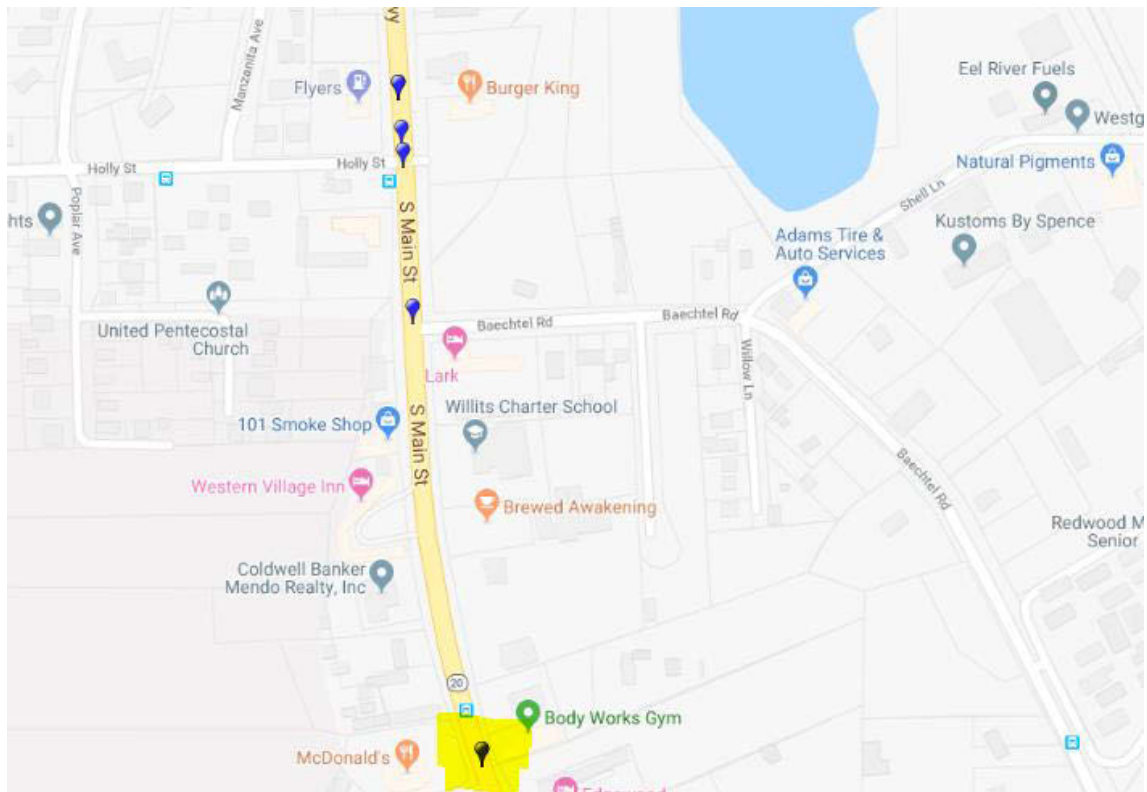 vy
Manzanita Ave
Flyers
Burger King
Eel River Fuels
Westg
Holly St
Holly St
Natural Pigments
Poplar Ave
hts
S Main St
Shell Ln
Kustoms By Spence
Adams Tire &
Auto Services
United Pentecostal
Church
Baechtel Rd
Baechtel Rd
Lark
Willow Ln
101 Smoke Shop
S Main St
Willits Charter School
Western Village Inn
Brewed Awakening
Baechtel Rd
Redwood M
Senior
Coldwell Banker
Mendo Realty, Inc
20
Body Works Gym
McDonald's
Edgewood